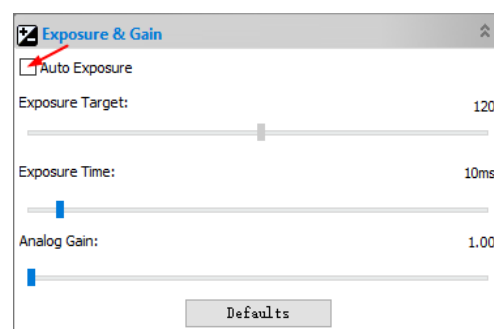 Exposure & Gain
Auto Exposure
Exposure Target: 120
Exposure Time: 10ms
Analog Gain: 1.00
Defaults